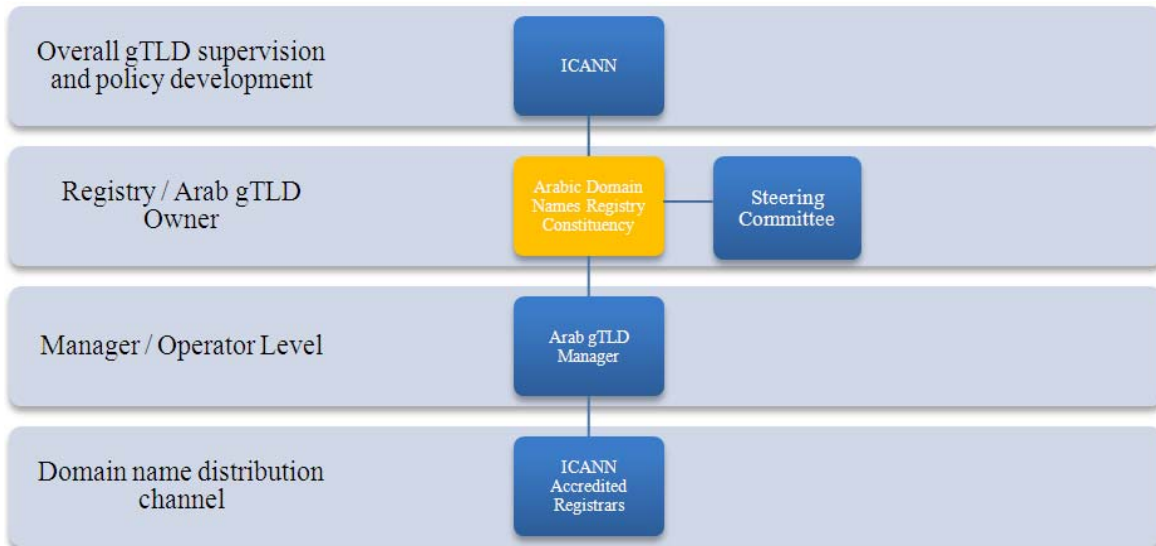 Overall gTLD supervision
and policy development
ICANN
Registry / Arab gTLD
Owner
Arabic Domain
Names Registry
Constituency
Steering
Committee
Manager / Operator Level
Arab gTLD
Manager
Domain name distribution
channel
ICANN
Accredited
Registrars